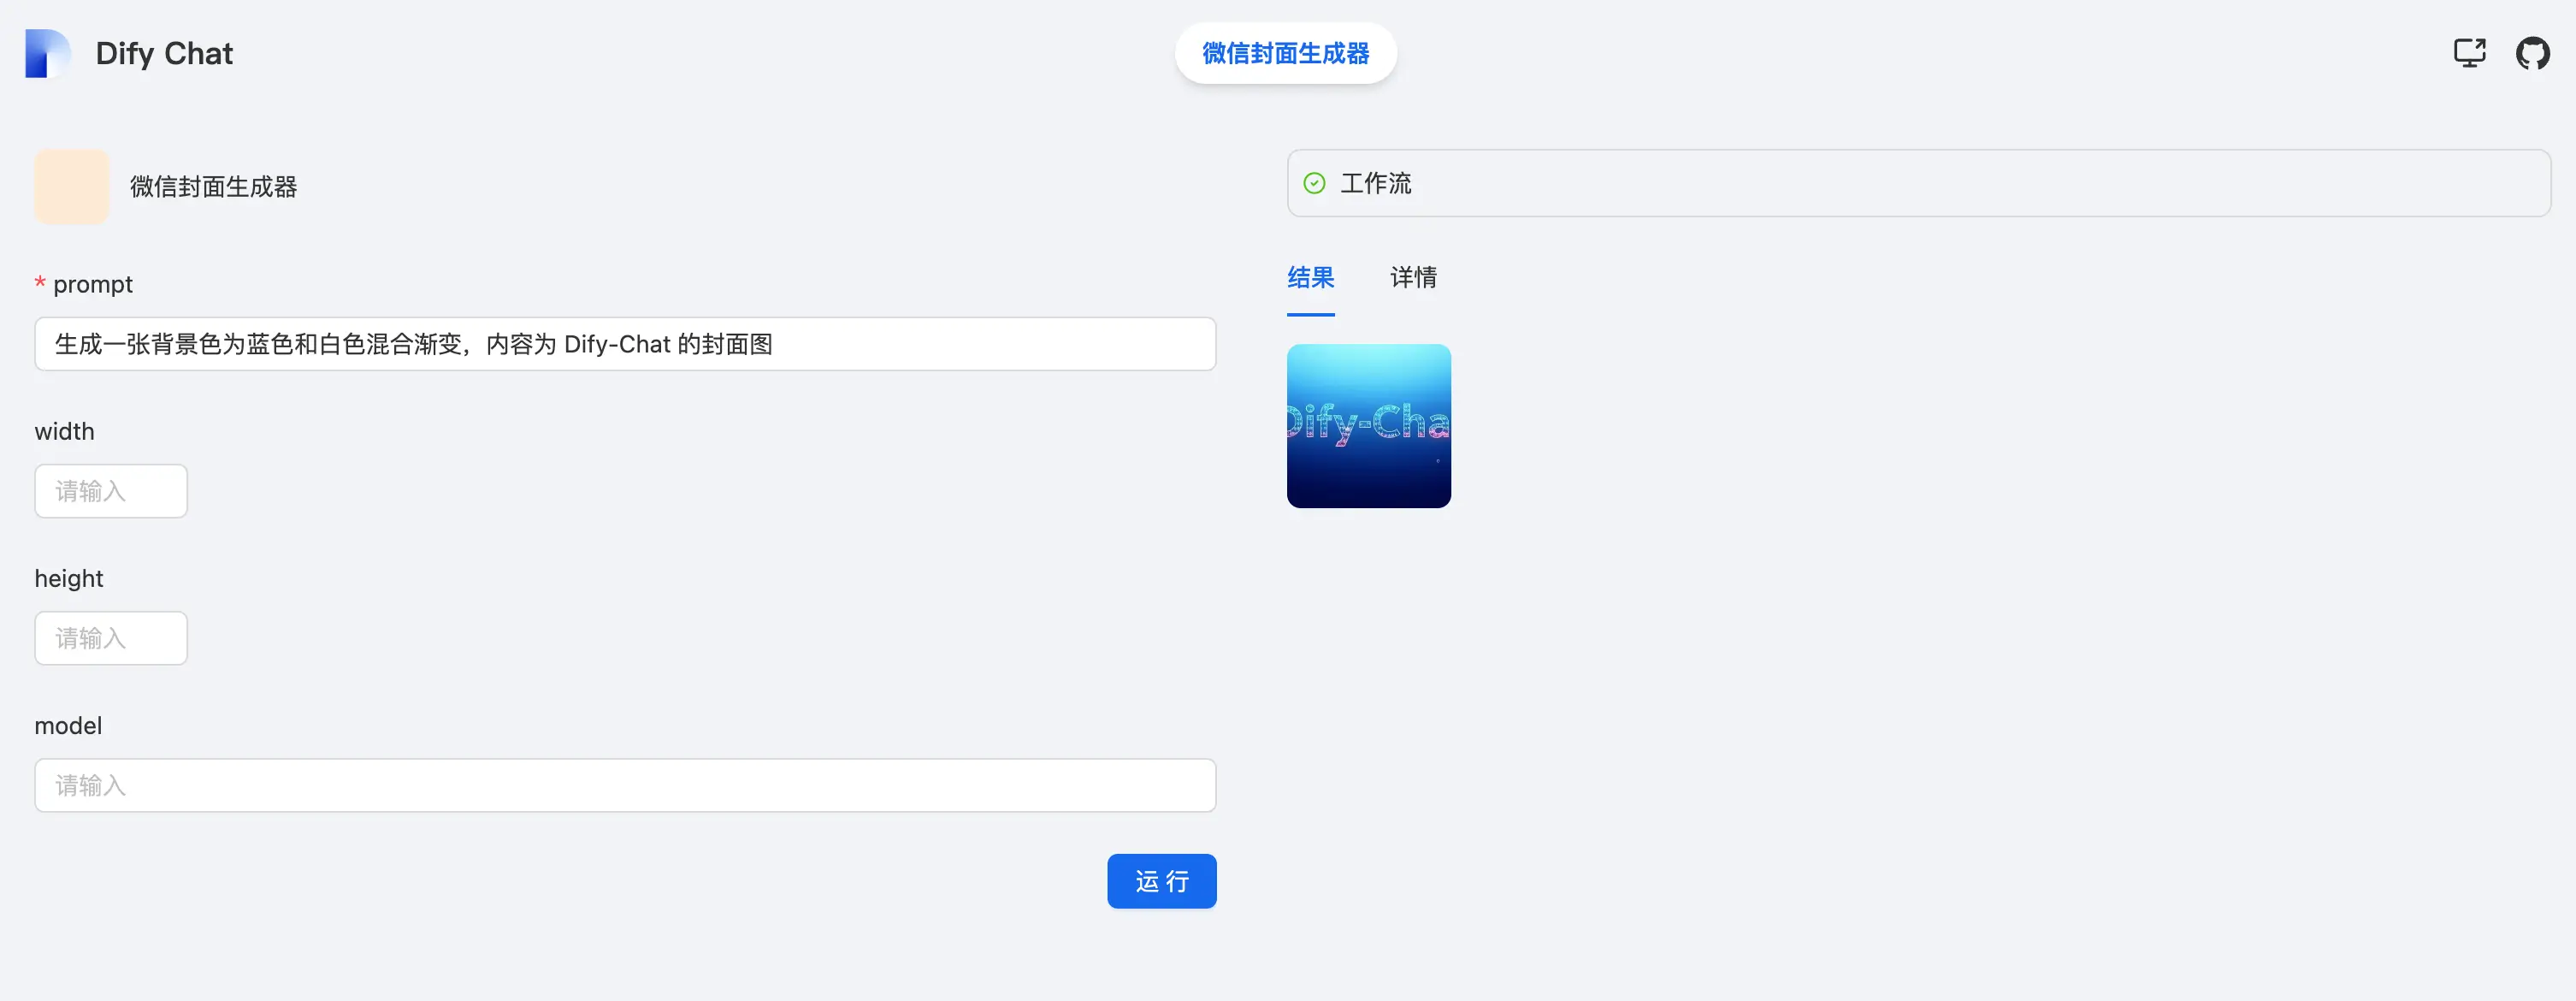 Dify Chat
微信封面生成器
微信封面生成器
* prompt
生成一张背景色为蓝色和白色混合渐变，内容为 Dify-Chat 的封面图
width
请输入
height
请输入
model
请输入
运行
工作流
结果
详情
Dify-Cha